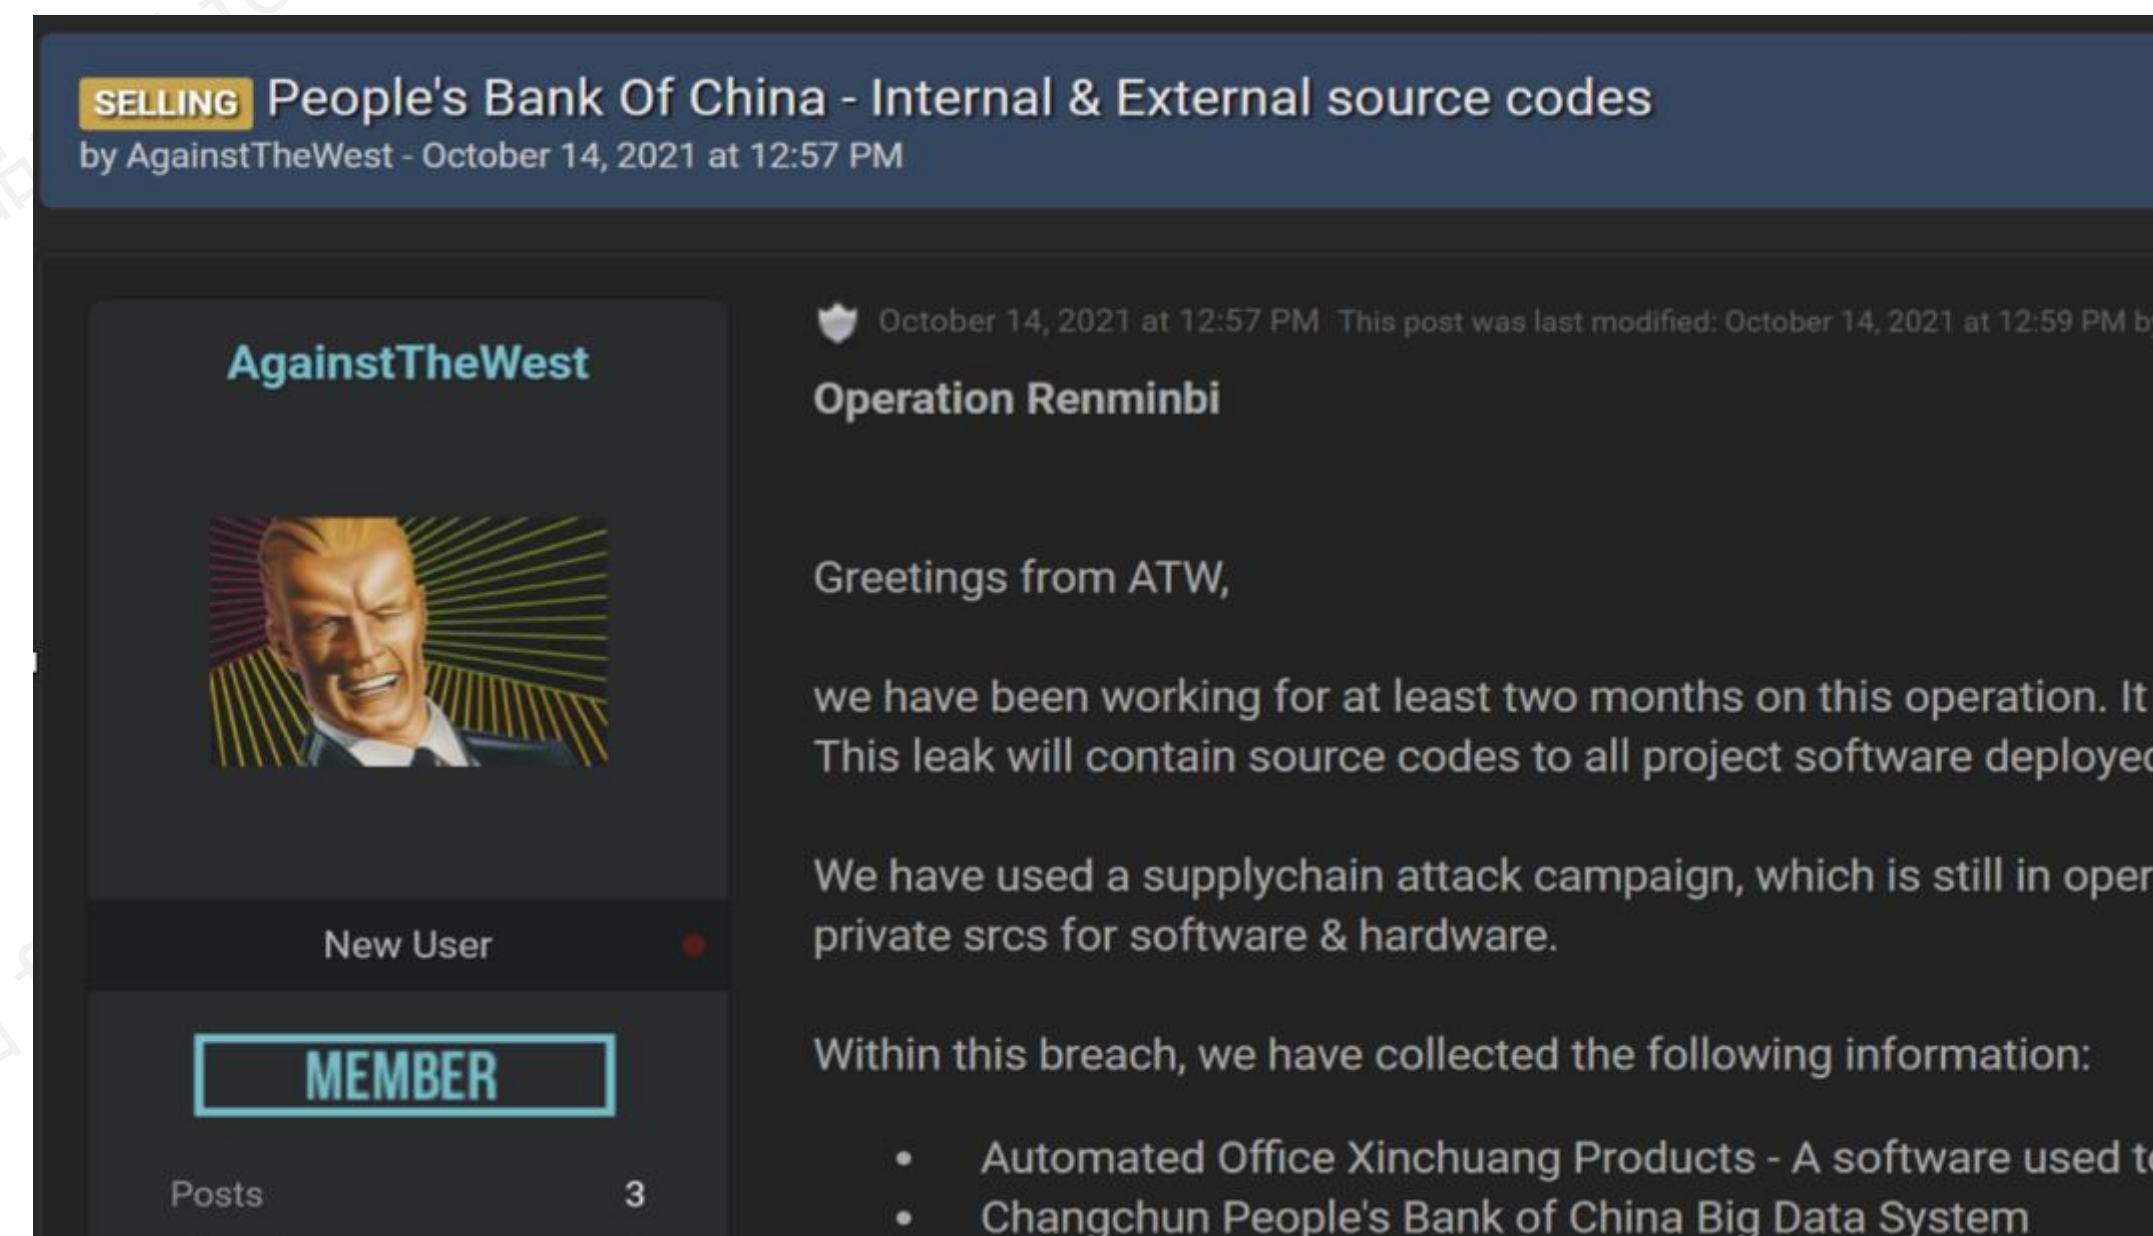 SELLING People's Bank Of China - Internal & External source codes
by AgainstTheWest - October 14, 2021 at 12:57 PM
AgainstTheWest
New User
MEMBER
Posts 3
October 14, 2021 at 12:57 PM This post was last modified: October 14, 2021 at 12:59 PM
Operation Renminbi
Greetings from ATW,
we have been working for at least two months on this operation. It
This leak will contain source codes to all project software deployed
We have used a supplychain attack campaign, which is still in oper
private srcs for software & hardware.
Within this breach, we have collected the following information:
• Automated Office Xinchuang Products - A software used to
• Changchun People's Bank of China Big Data System